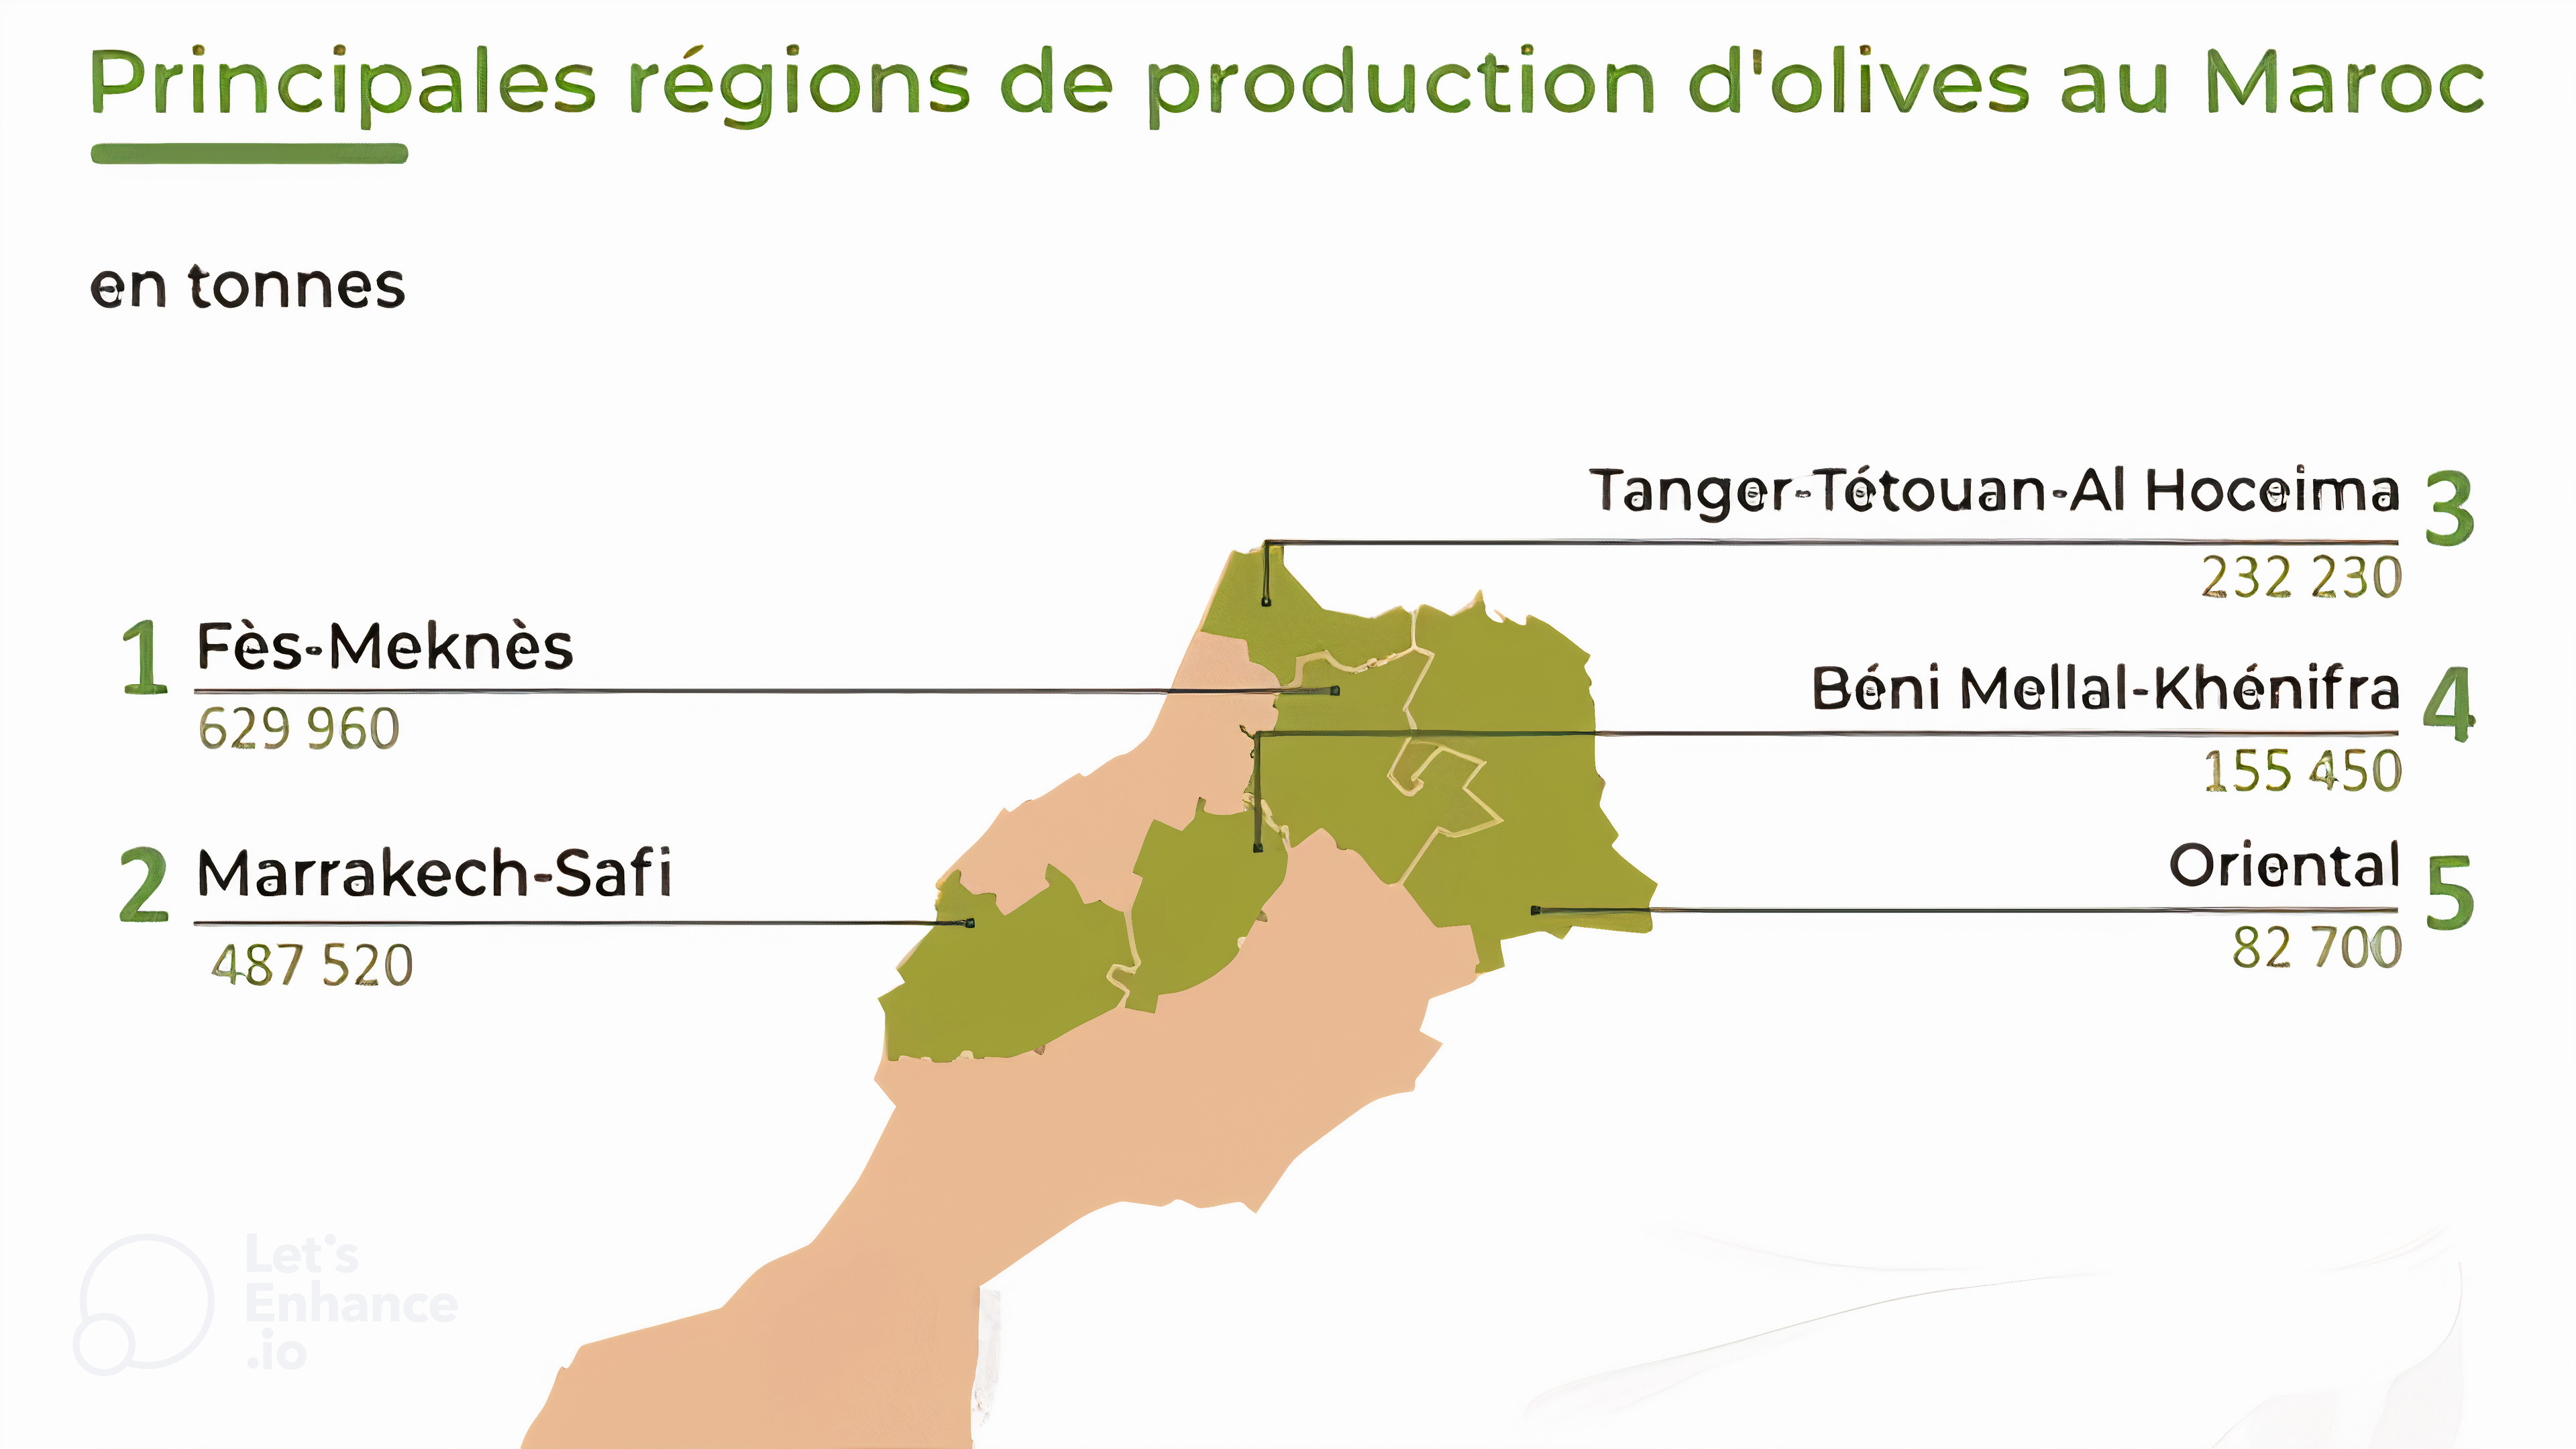 Principales régions de production d'olives au Maroc
en tonnes
1 Fès-Meknès
629 960
2 Marrakech-Safi
487 520
Tanger-Tétouan-Al Hoceima 3
232 230
Béni Mellal-Khénifra 4
155 450
Oriental 5
82 700
Let's
Enhance
.io